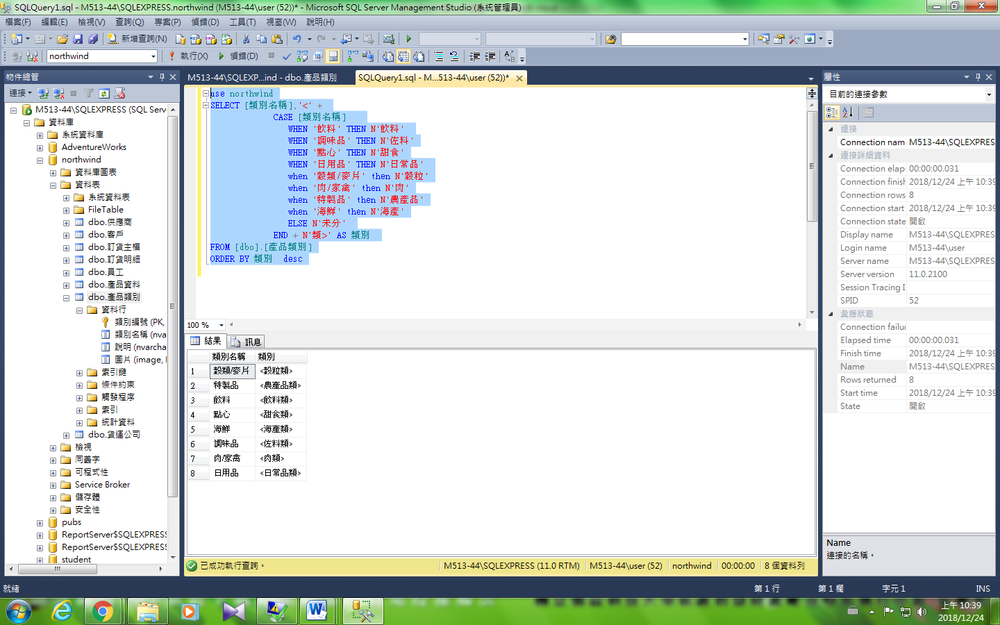 SQLQuery1.sql - M513-44\SQLEXPRESS.northwind (M513-44\user (52))* - Microsoft SQL Server Management Studio (系統管理員)
檔案(F) 編輯(E) 檢視(V) 查詢(Q) 專案(P) 偵錯(D) 工具(T) 視窗(W) 說明(H)
新增查詢(N)
northwind 執行(X) 偵錯(D)
物件總管
連接
M513-44\SQLEXPRESS (SQL Serv
資料庫
系統資料庫
AdventureWorks
northwind
資料庫圖表
資料表
系統資料表
FileTable
dbo.供應商
dbo.客戶
dbo.訂貨主檔
dbo.訂貨明細
dbo.員工
dbo.產品資料
dbo.產品類別
資料行
類別編號 (PK,
類別名稱 (nva
說明 (nvarcha
圖片 (image,
索引鍵
條件約束
觸發程序
索引
統計資料
dbo.貨運公司
檢視
同義字
可程式性
Service Broker
儲存體
安全性
pubs
ReportServer$SQLEXPRESS
ReportServer$SQLEXPRESS
student
M513-44\SQLEXP...ind - dbo.產品類別
SQLQuery1.sql - M...513-44\user (52))*
use northwind
SELECT [類別名稱],'<' +
CASE [類別名稱]
WHEN '飲料' THEN N'飲料'
WHEN '調味品' THEN N'佐料'
WHEN '點心' THEN N'甜食'
WHEN '日用品' THEN N'日常品'
when '穀類/麥片' then N'穀粒'
when '肉/家禽' then N'肉'
when '特製品' then N'農產品'
when '海鮮' then N'海產'
ELSE N'未分'
END + N'類>' AS 類別
FROM [dbo].[產品類別]
ORDER BY 類別 desc
100 %
結果 訊息
類別名稱 類別
1 穀類/麥片 <穀粒類>
2 特製品 <農產品類>
3 飲料 <飲料類>
4 點心 <甜食類>
5 海鮮 <海產類>
6 調味品 <佐料類>
7 肉/家禽 <肉類>
8 日用品 <日常品類>
已成功執行查詢。 M513-44\SQLEXPRESS (11.0 RTM) M513-44\user (52) northwind 00:00:00 8 個資料列
屬性
目前的連接參數
連接
Connection nam M513-44\SQLEXPRES
連接詳細資料
Connection elap 00:00:00.031
Connection finish 2018/12/24 上午 10:39
Connection rows 8
Connection start 2018/12/24 上午 10:39
Connection state 開啟
Display name M513-44\SQLEXPRES
Login name M513-44\user
Server name M513-44\SQLEXPRES
Server version 11.0.2100
Session Tracing I
SPID 52
彙總狀態
Connection failur
Elapsed time 00:00:00.031
Finish time 2018/12/24 上午 10:39
Name M513-44\SQLEXPRES
Rows returned 8
Start time 2018/12/24 上午 10:39
State 開啟
Name
連接的名稱。
就緒 第 1 行 第 1 欄 字元 1 INS
上午 10:39
2018/12/24